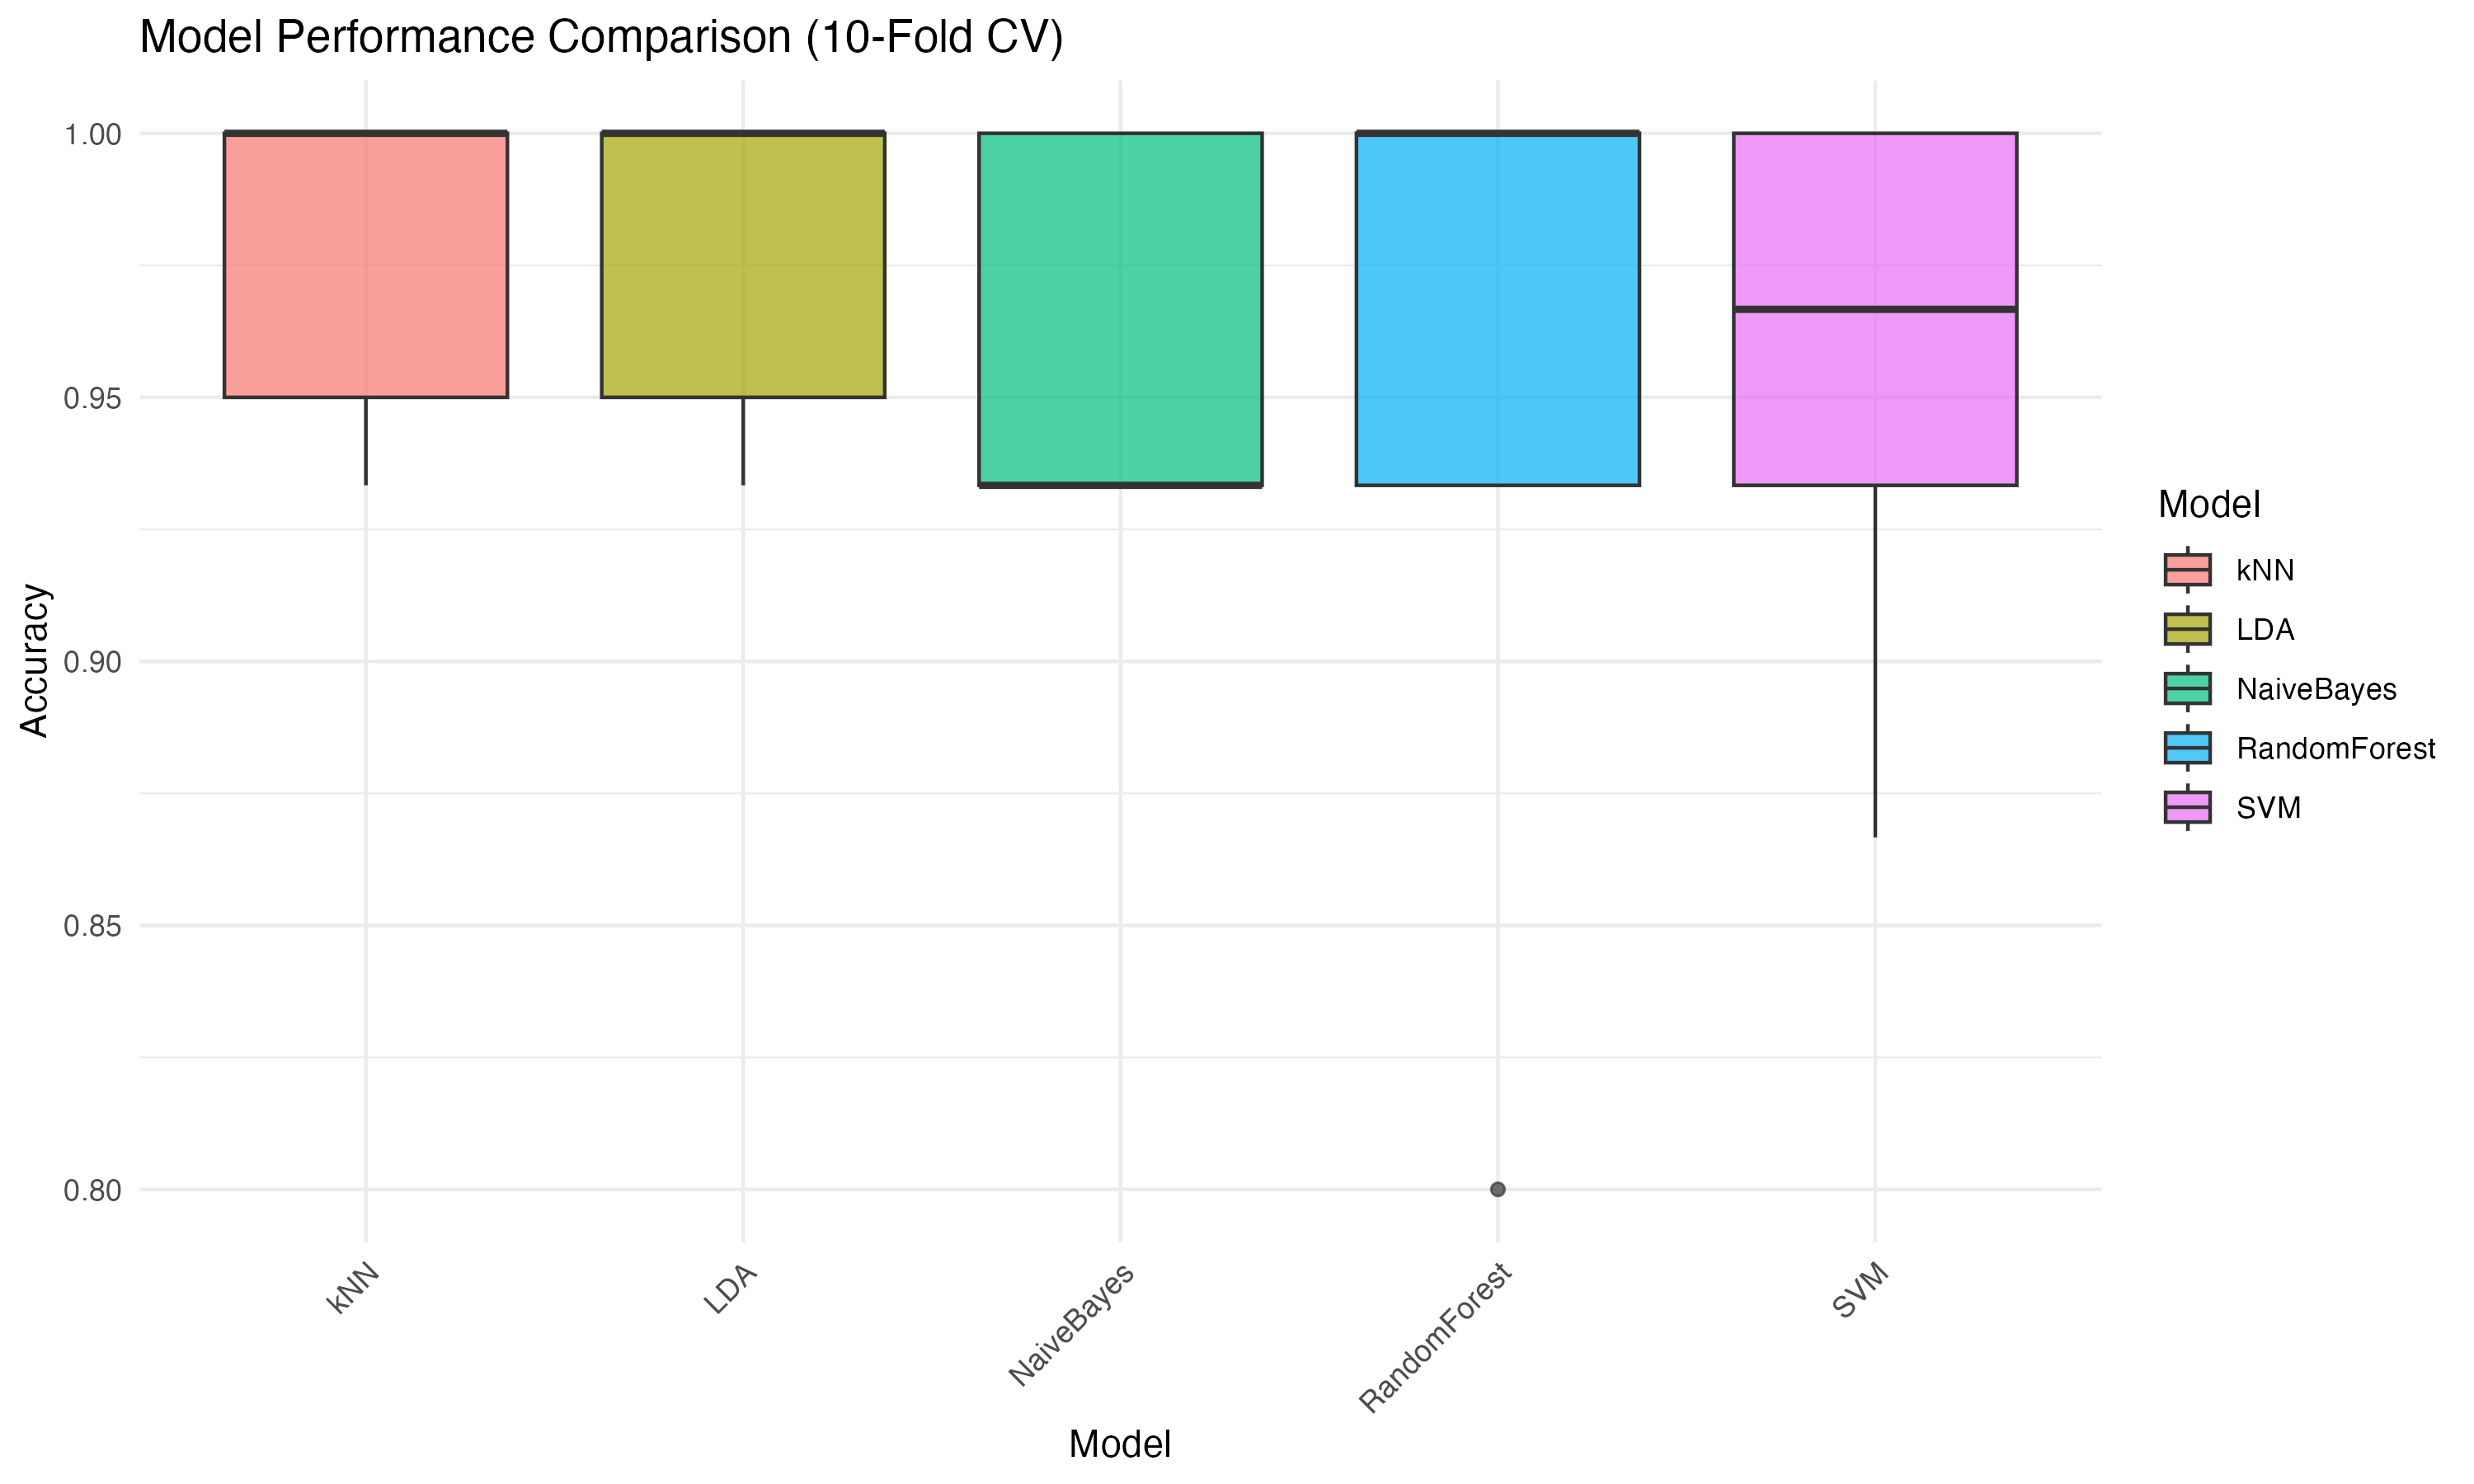 Model Performance Comparison (10-Fold CV)
1.00
0.95
0.90
0.85
0.80
Accuracy
kNN
LDA
NaiveBayes
RandomForest
SVM
Model
Model
kNN
LDA
NaiveBayes
RandomForest
SVM